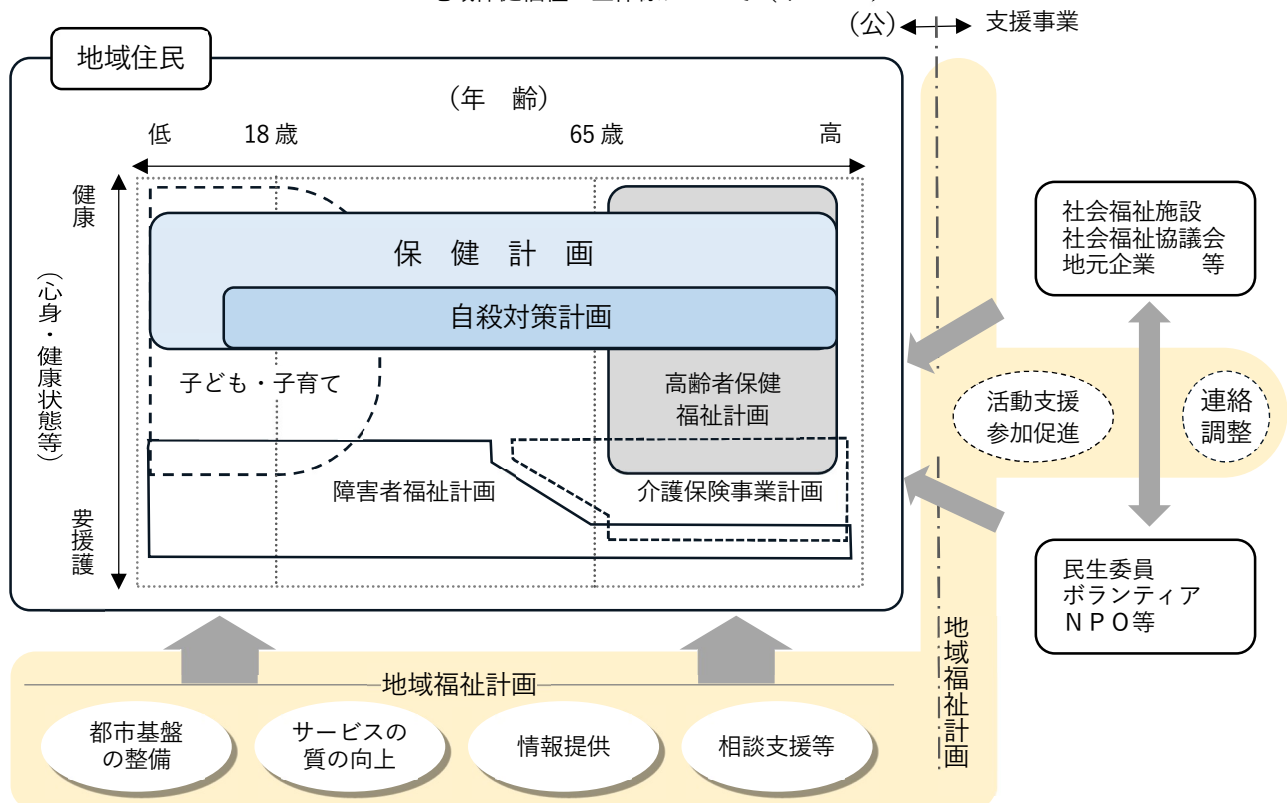 (公) 支援事業
地域住民
(年 齢)
低 18歳 65歳 高
健康
(心身・健康状態等)
要援護
保 健 計 画
自殺対策計画
子ども・子育て
高齢者保健
福祉計画
障害者福祉計画
介護保険事業計画
社会福祉施設
社会福祉協議会
地元企業 等
活動支援
参加促進
連絡
調整
民生委員
ボランティア
NPO等
地域福祉計画
地域福祉計画
都市基盤
の整備
サービスの
質の向上
情報提供
相談支援等